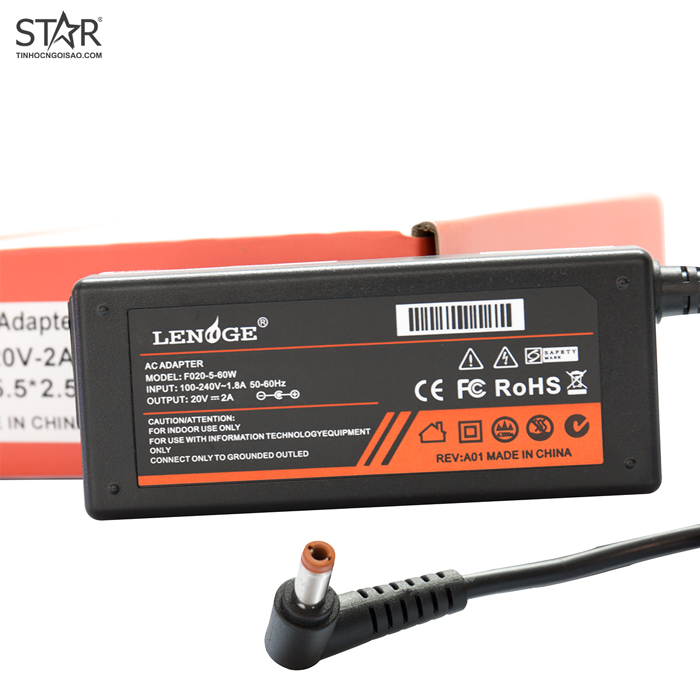 STAR®
TINHOCNGOISAO.COM
Adapte
0V-2A
5.5*2.5
IN CHIN
LENOGE®
AC ADAPTER
MODEL: F020-5-60W
INPUT: 100-240V~1.8A 50-60Hz
OUTPUT: 20V ⎓ 2A
CAUTION/ATTENTION:
FOR INDOOR USE ONLY
FOR USE WITH INFORMATION TECHNOLOGYEQUIPMENT
ONLY
CONNECT ONLY TO GROUNDED OUTLED
SAFETY
MARK
CE FC RoHS
REV:A01 MADE IN CHINA